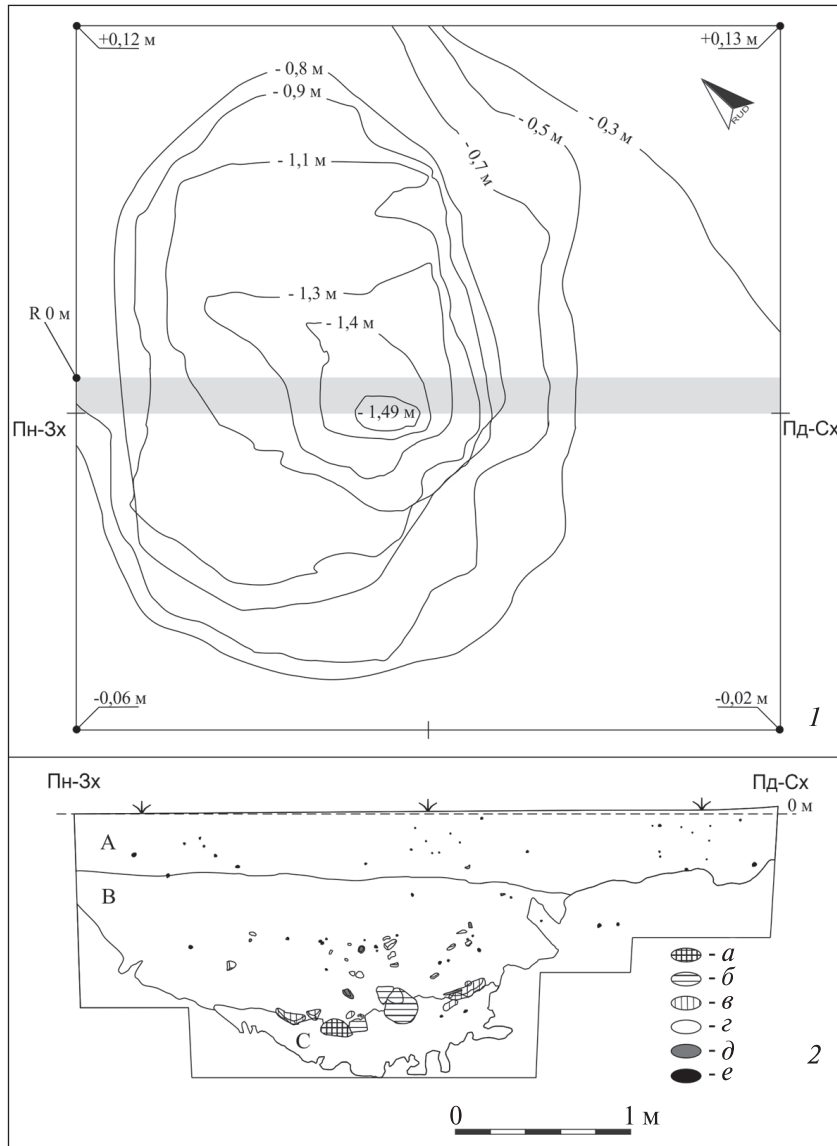 +0,12 м
+0,13 м
- 0,8 м
- 0,9 м
- 1,1 м
- 0,7 м
- 0,5 м
- 0,3 м
RUD
- 1,3 м
- 1,4 м
R 0 м
- 1,49 м
Пн-Зх
Пд-Сх
-0,06 м
-0,02 м
1
Пн-Зх
Пд-Сх
0 м
A
B
C
- а
- б
- в
- г
- д
- е
2
0 1 м